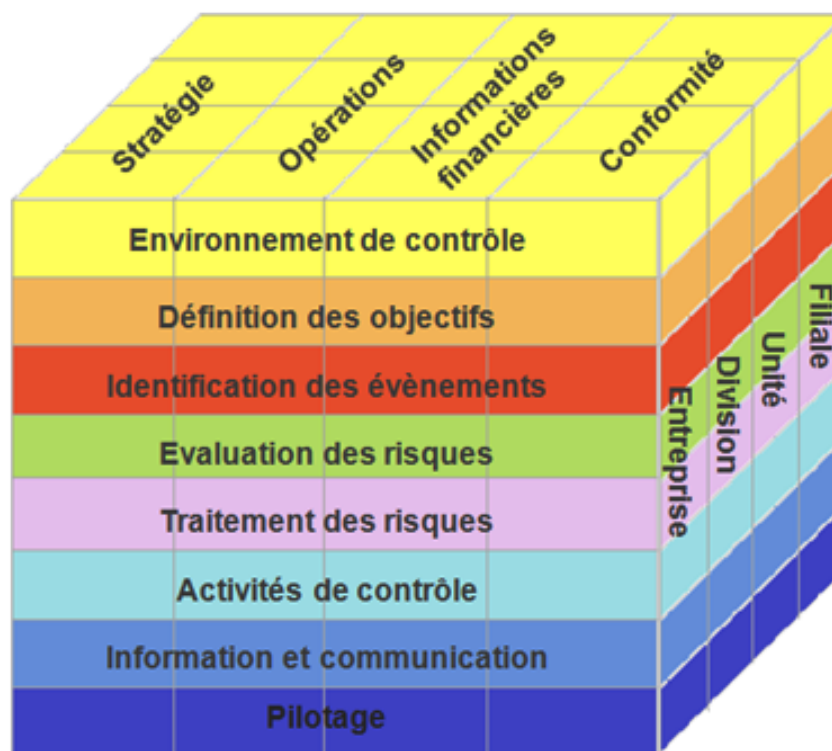 Stratégie
Opérations
Informations
financières
Conformité
Environnement de contrôle
Définition des objectifs
Identification des évènements
Evaluation des risques
Traitement des risques
Activités de contrôle
Information et communication
Pilotage
Entreprise
Division
Unité
Filiale